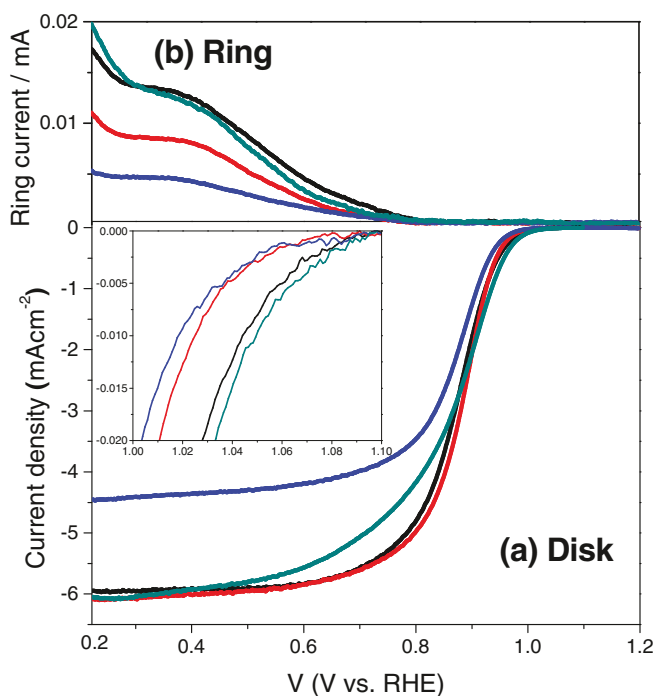 0.02
(b) Ring
Ring current / mA
0.01
0
0.000
-0.005
-0.010
-0.015
-0.020
1.00 1.02 1.04 1.06 1.08 1.10
-1
-2
-3
-4
-5
-6
Current density (mAcm-2)
(a) Disk
0.2 0.4 0.6 0.8 1.0 1.2
V (V vs. RHE)